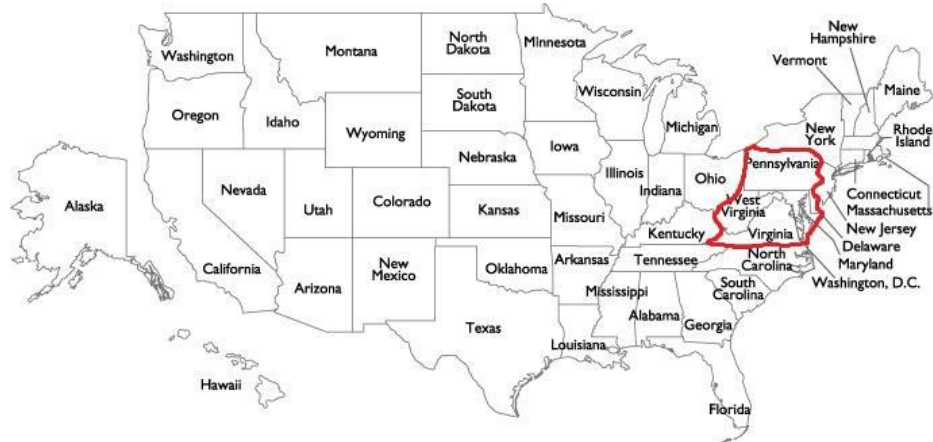 Washington
Montana
North
Dakota
Minnesota
New
Hampshire
Vermont
Maine
Oregon
Idaho
South
Dakota
Wisconsin
Michigan
New
York
Rhode
Island
Wyoming
Nebraska
Iowa
Illinois
Indiana
Ohio
Pennsylvania
Connecticut
Massachusetts
New Jersey
Delaware
Maryland
Washington, D.C.
Alaska
Nevada
Utah
Colorado
Kansas
Missouri
West
Virginia
Kentucky
Virginia
California
Arizona
New
Mexico
Oklahoma
Arkansas
Tennessee
North
Carolina
South
Carolina
Mississippi
Alabama
Georgia
Texas
Louisiana
Hawaii
Florida